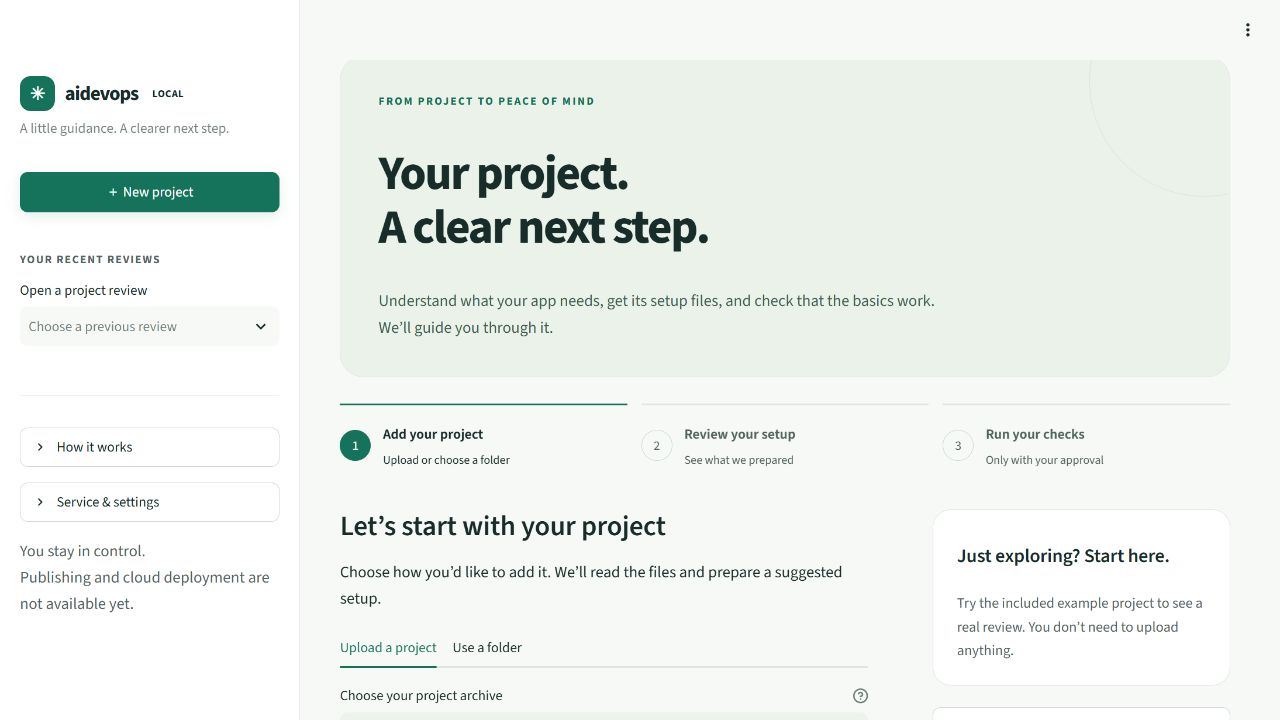 aidevops LOCAL
A little guidance. A clearer next step.
+ New project
YOUR RECENT REVIEWS
Open a project review
Choose a previous review
How it works
Service & settings
You stay in control.
Publishing and cloud deployment are
not available yet.
FROM PROJECT TO PEACE OF MIND
Your project.
A clear next step.
Understand what your app needs, get its setup files, and check that the basics work.
We’ll guide you through it.
1
Add your project
Upload or choose a folder
2
Review your setup
See what we prepared
3
Run your checks
Only with your approval
Let’s start with your project
Choose how you’d like to add it. We’ll read the files and prepare a suggested
setup.
Upload a project Use a folder
Choose your project archive
Just exploring? Start here.
Try the included example project to see a
real review. You don’t need to upload
anything.